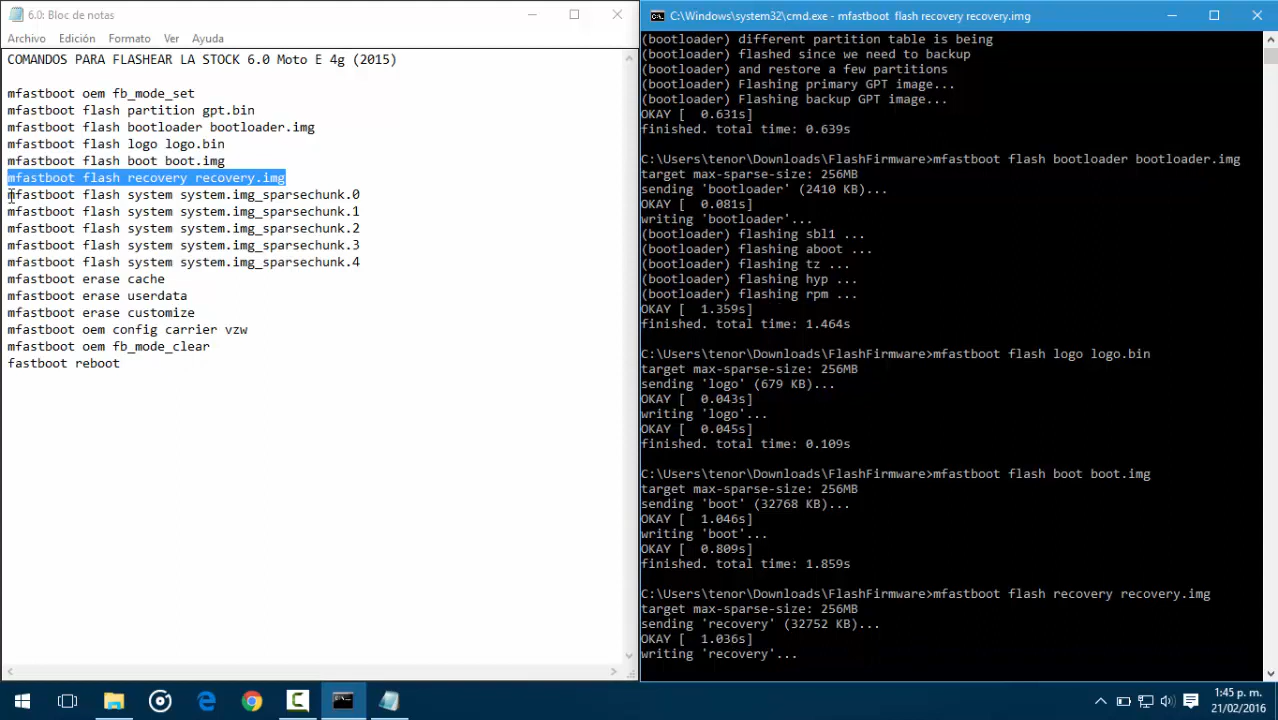 6.0: Bloc de notas
Archivo Edición Formato Ver Ayuda
COMANDOS PARA FLASHEAR LA STOCK 6.0 Moto E 4g (2015)
mfastboot oem fb_mode_set
mfastboot flash partition gpt.bin
mfastboot flash bootloader bootloader.img
mfastboot flash logo logo.bin
mfastboot flash boot boot.img
mfastboot flash recovery recovery.img
mfastboot flash system system.img_sparsechunk.0
mfastboot flash system system.img_sparsechunk.1
mfastboot flash system system.img_sparsechunk.2
mfastboot flash system system.img_sparsechunk.3
mfastboot flash system system.img_sparsechunk.4
mfastboot erase cache
mfastboot erase userdata
mfastboot erase customize
mfastboot oem config carrier vzw
mfastboot oem fb_mode_clear
fastboot reboot
C:\Windows\system32\cmd.exe - mfastboot flash recovery recovery.img
(bootloader) different partition table is being
(bootloader) flashed since we need to backup
(bootloader) and restore a few partitions
(bootloader) Flashing primary GPT image...
(bootloader) Flashing backup GPT image...
OKAY [  0.631s]
finished. total time: 0.639s
C:\Users\tenor\Downloads\FlashFirmware>mfastboot flash bootloader bootloader.img
target max-sparse-size: 256MB
sending 'bootloader' (2410 KB)...
OKAY [  0.081s]
writing 'bootloader'...
(bootloader) flashing sbl1 ...
(bootloader) flashing aboot ...
(bootloader) flashing tz ...
(bootloader) flashing hyp ...
(bootloader) flashing rpm ...
OKAY [  1.359s]
finished. total time: 1.464s
C:\Users\tenor\Downloads\FlashFirmware>mfastboot flash logo logo.bin
target max-sparse-size: 256MB
sending 'logo' (679 KB)...
OKAY [  0.043s]
writing 'logo'...
OKAY [  0.045s]
finished. total time: 0.109s
C:\Users\tenor\Downloads\FlashFirmware>mfastboot flash boot boot.img
target max-sparse-size: 256MB
sending 'boot' (32768 KB)...
OKAY [  1.046s]
writing 'boot'...
OKAY [  0.809s]
finished. total time: 1.859s
C:\Users\tenor\Downloads\FlashFirmware>mfastboot flash recovery recovery.img
target max-sparse-size: 256MB
sending 'recovery' (32752 KB)...
OKAY [  1.036s]
writing 'recovery'...
1:45 p. m.
21/02/2016